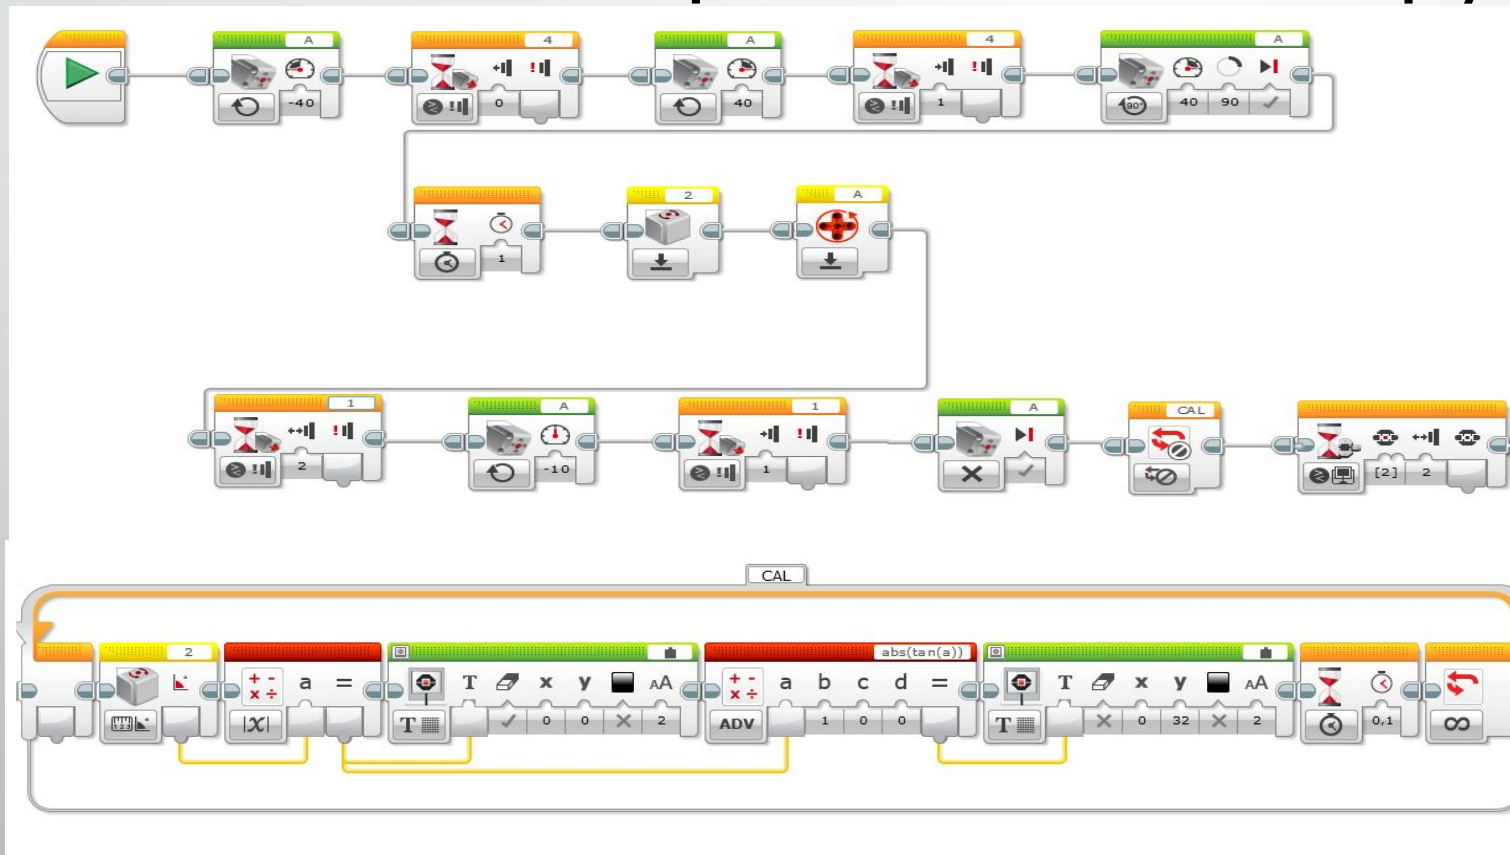 A 4 A 4 A
-40 0 40 1 90° 40 90
2 A
1
1 A 1 A CAL
2 -10 1 [2] 2
CAL
2 abs(tan(a))
+ - x ÷ a = T x y AA + - x ÷ a b c d = T x y AA
|X| T 0 0 2 ADV 1 0 0 T 0 32 2 0,1 ∞